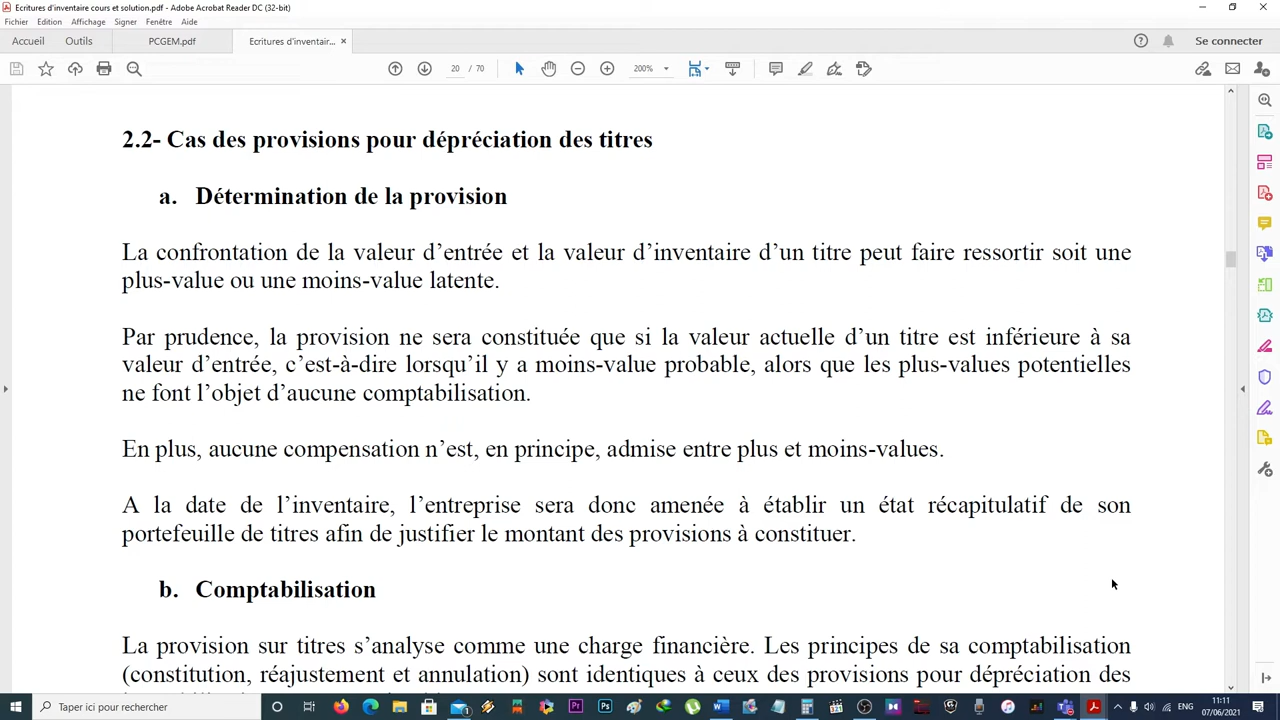 Ecritures d'inventaire cours et solution.pdf - Adobe Acrobat Reader DC (32-bit)
Fichier Edition Affichage Signer Fenêtre Aide
Accueil Outils PCGEM.pdf Ecritures d'inventair... × Se connecter
20 / 70 200%
2.2- Cas des provisions pour dépréciation des titres
a. Détermination de la provision
La confrontation de la valeur d'entrée et la valeur d'inventaire d'un titre peut faire ressortir soit une
plus-value ou une moins-value latente.
Par prudence, la provision ne sera constituée que si la valeur actuelle d'un titre est inférieure à sa
valeur d'entrée, c'est-à-dire lorsqu'il y a moins-value probable, alors que les plus-values potentielles
ne font l'objet d'aucune comptabilisation.
En plus, aucune compensation n'est, en principe, admise entre plus et moins-values.
A la date de l'inventaire, l'entreprise sera donc amenée à établir un état récapitulatif de son
portefeuille de titres afin de justifier le montant des provisions à constituer.
b. Comptabilisation
La provision sur titres s'analyse comme une charge financière. Les principes de sa comptabilisation
(constitution, réajustement et annulation) sont identiques à ceux des provisions pour dépréciation des
Taper ici pour rechercher
11:11
07/06/2021